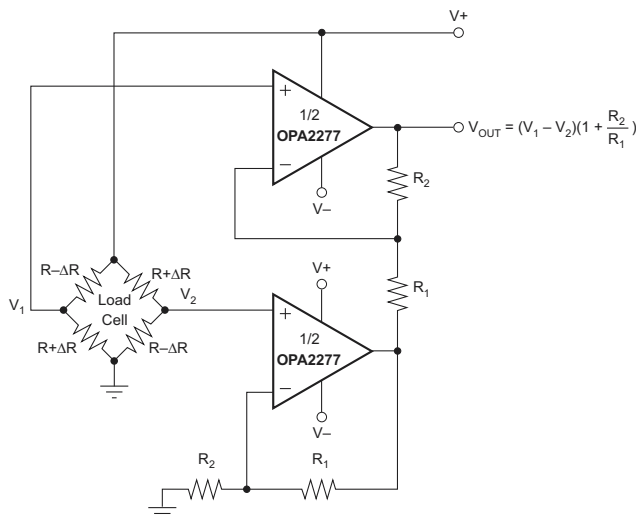 V+
1/2
OPA2277
V_OUT = (V_1 – V_2)(1 + R_2/R_1)
R_2
V–
R–ΔR
R+ΔR
V+
V_1
V_2
Load
Cell
R_1
1/2
OPA2277
R+ΔR
R–ΔR
V–
R_2
R_1